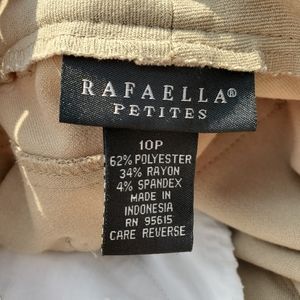 RAFAELLA®
PETITES
10P
62% POLYESTER
34% RAYON
4% SPANDEX
MADE IN
INDONESIA
RN 95615
CARE REVERSE